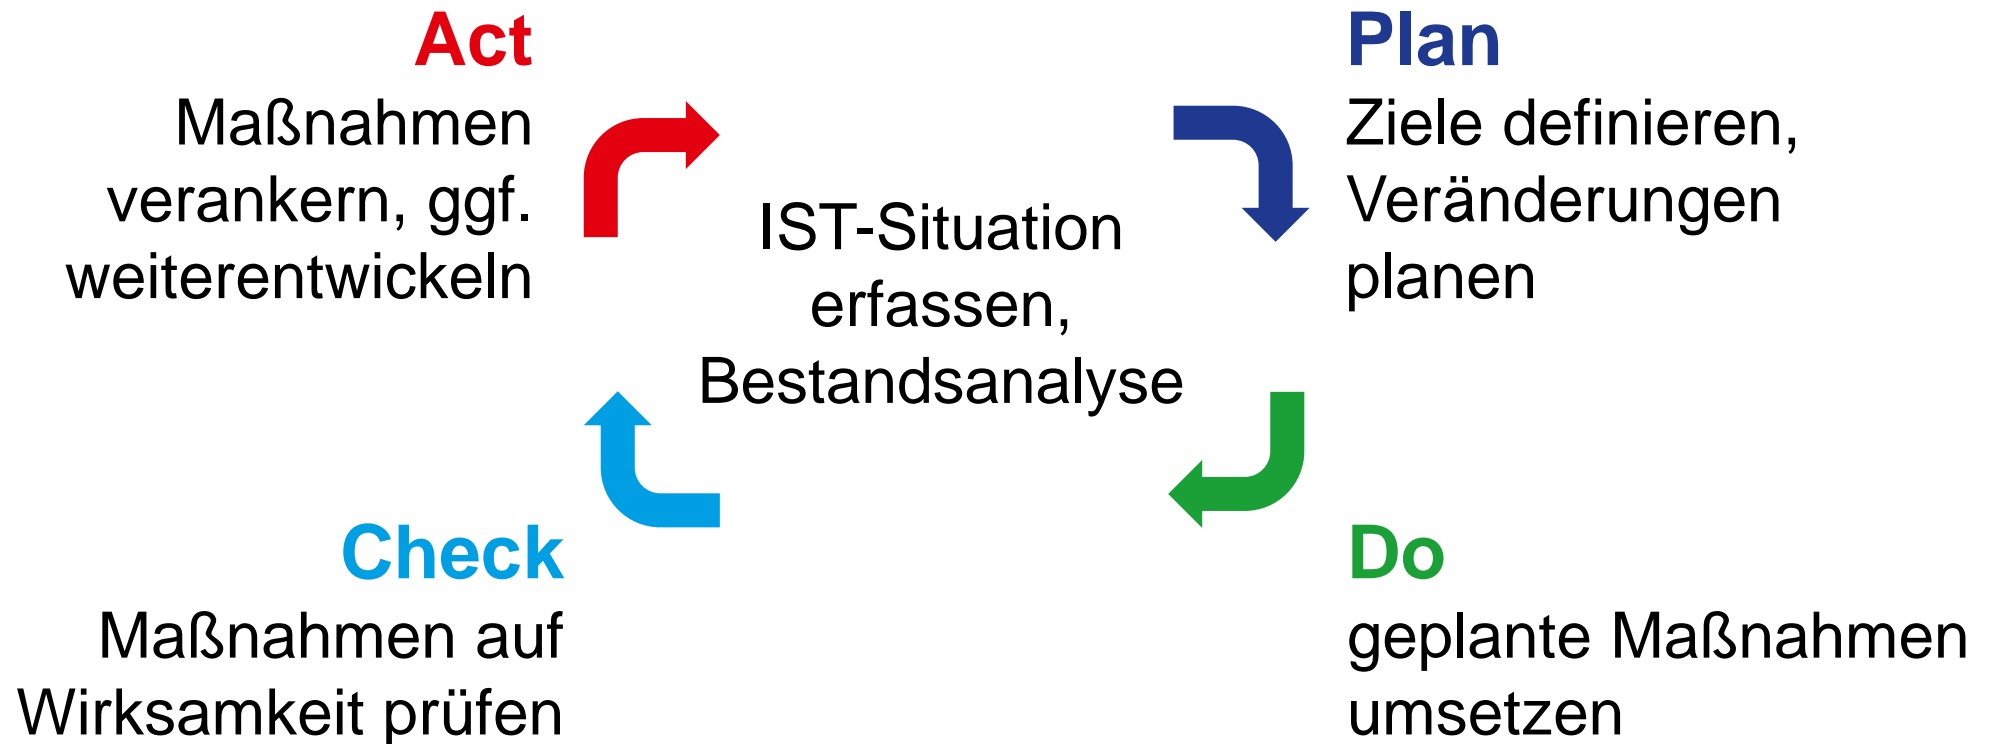 Act
Maßnahmen
verankern, ggf.
weiterentwickeln
Plan
Ziele definieren,
Veränderungen
planen
IST-Situation
erfassen,
Bestandsanalyse
Check
Maßnahmen auf
Wirksamkeit prüfen
Do
geplante Maßnahmen
umsetzen